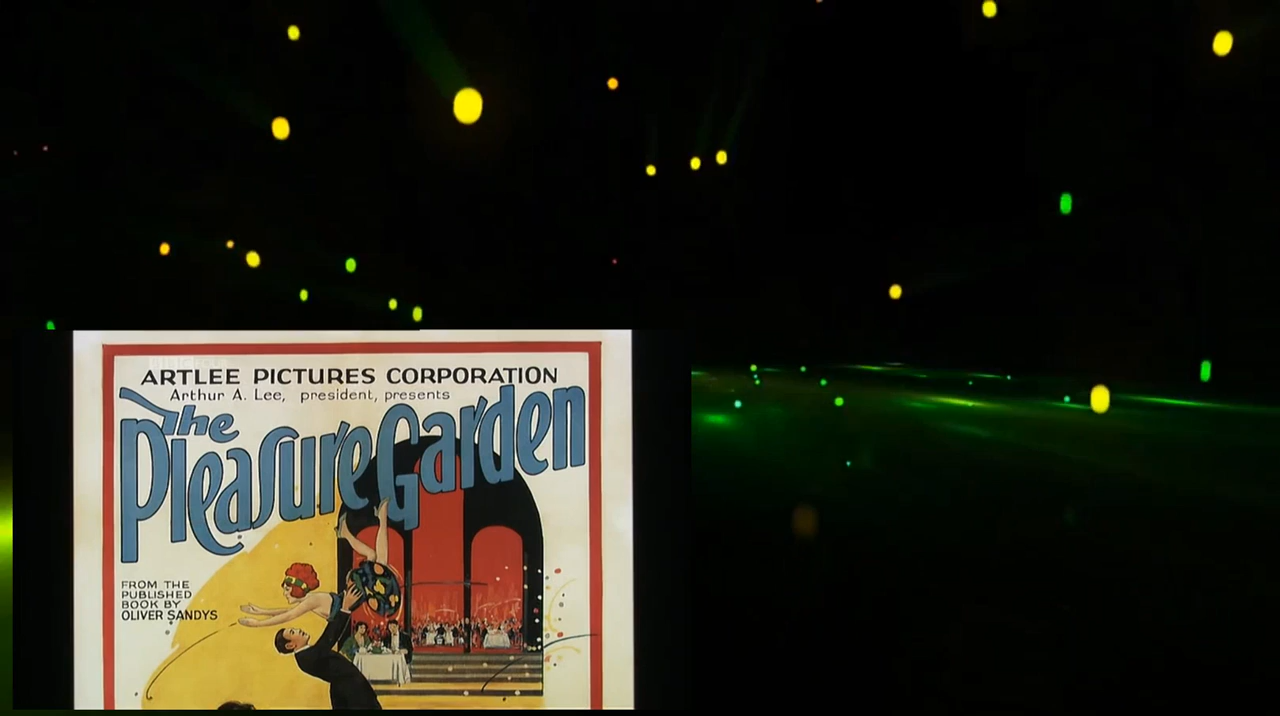 ARTLEE PICTURES CORPORATION
Arthur A. Lee, president, presents
The
Pleasure Garden
FROM THE
PUBLISHED
BOOK BY
OLIVER SANDYS